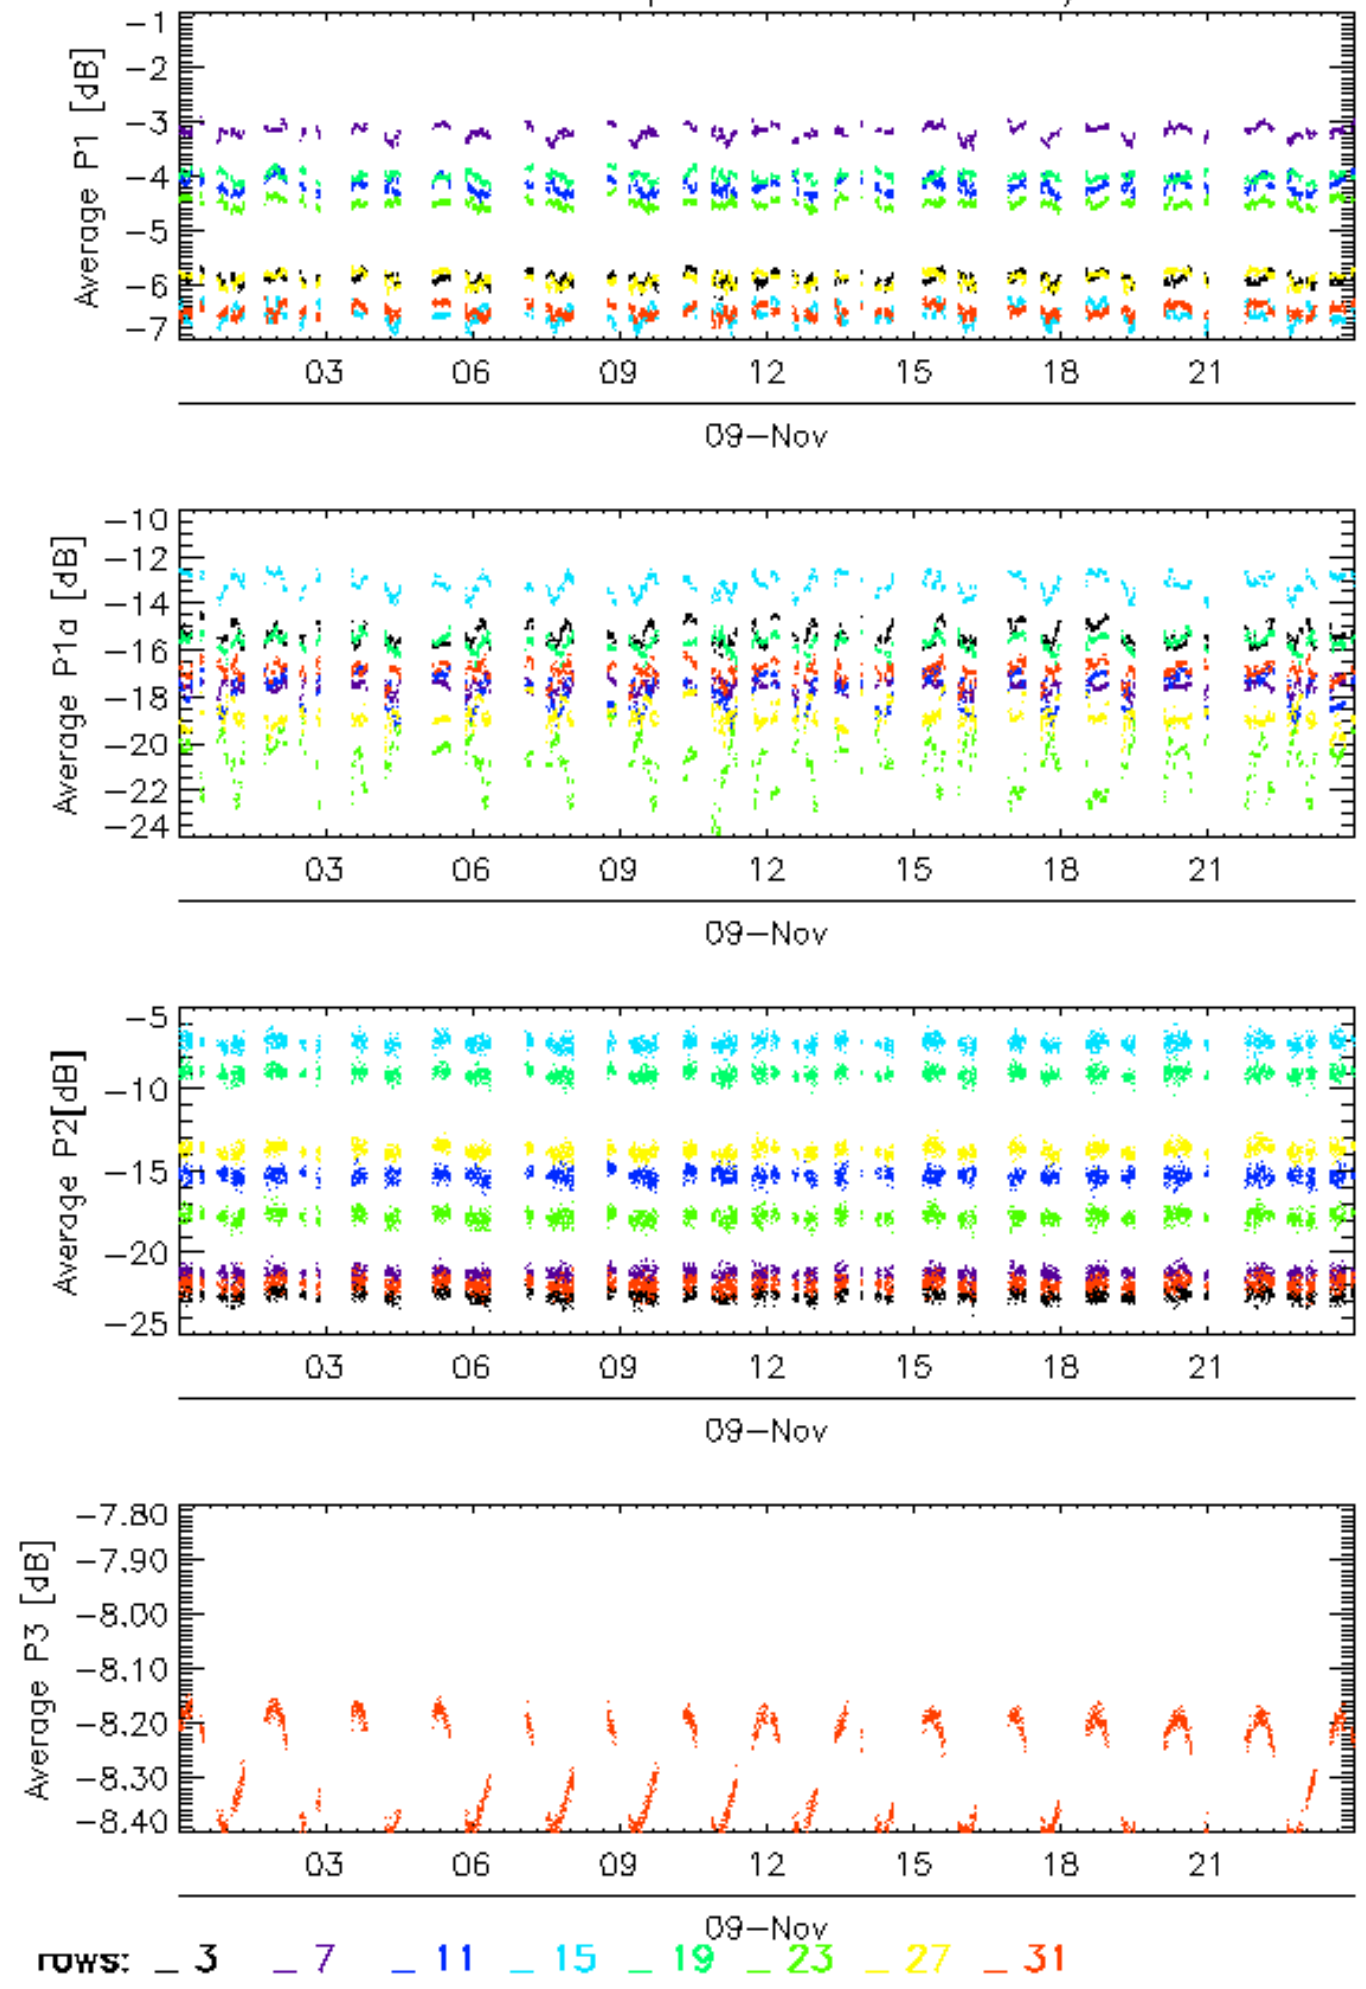 Average P1 [dB]
-1
-2
-3
-4
-5
-6
-7
03 06 09 12 15 18 21
09-Nov
Average P1a [dB]
-10
-12
-14
-16
-18
-20
-22
-24
03 06 09 12 15 18 21
09-Nov
Average P2[dB]
-5
-10
-15
-20
-25
03 06 09 12 15 18 21
09-Nov
Average P3 [dB]
-7.80
-7.90
-8.00
-8.10
-8.20
-8.30
-8.40
03 06 09 12 15 18 21
09-Nov
rows: _ 3 _ 7 _ 11 _ 15 _ 19 _ 23 _ 27 _ 31